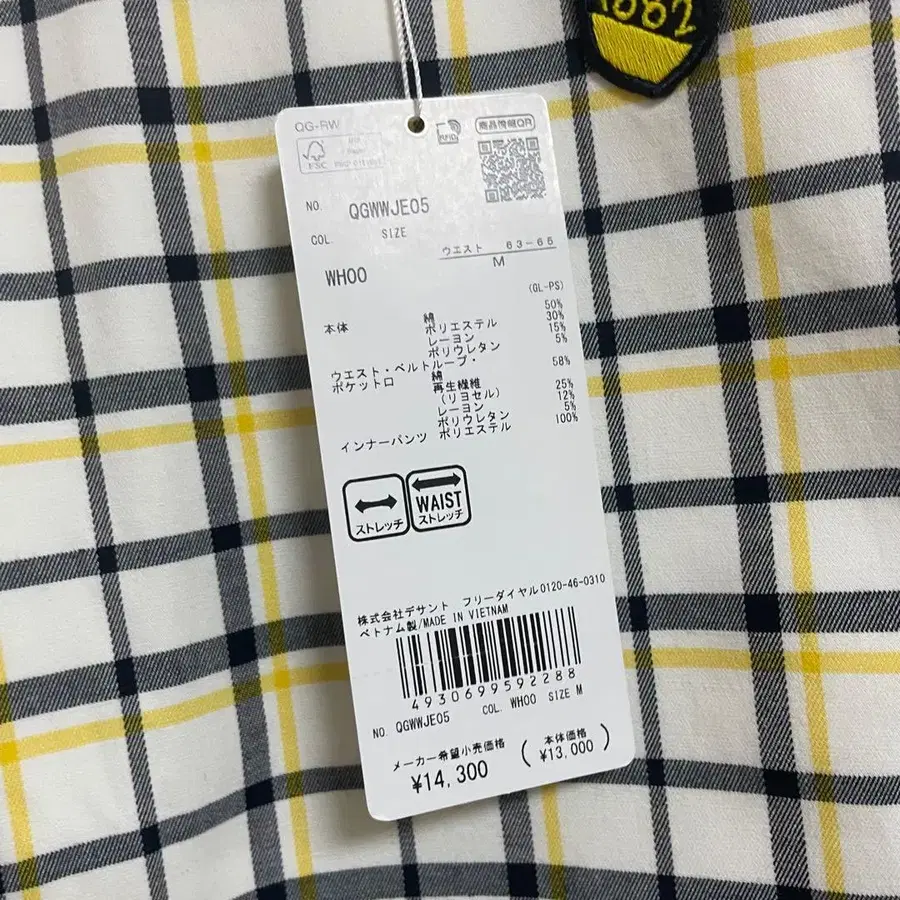 1882
QG-RW
FSC
RFID
商品情報QR
NO. QGWWJE05
COL. SIZE
ウエスト 63-65
WH00 M
(GL-PS)
本体 綿 50%
ポリエステル 30%
レーヨン 15%
ポリウレタン 5%
ウエスト・ベルトループ・
ポケット口 綿 58%
再生繊維
(リヨセル) 25%
レーヨン 12%
ポリウレタン 5%
インナーパンツ ポリエステル 100%
ストレッチ
WAIST
ストレッチ
株式会社デサント フリーダイヤル0120-46-0310
ベトナム製/MADE IN VIETNAM
4930699592288
NO. QGWWJE05 COL. WH00 SIZE M
メーカー希望小売価格 (本体価格
¥14,300 ¥13,000)